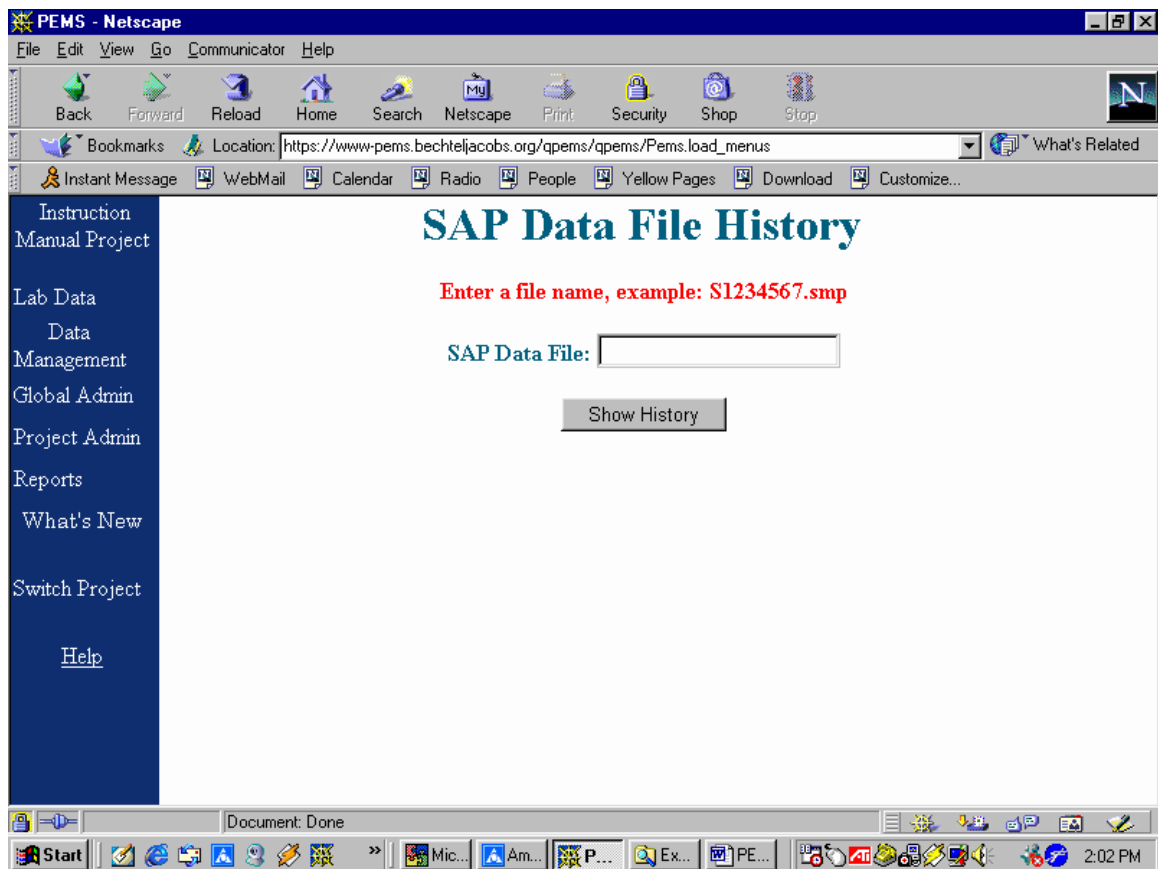 PEMS - Netscape
File Edit View Go Communicator Help
Back Forward Reload Home Search Netscape Print Security Shop Stop
My
N
Bookmarks Location: https://www-pems.bechteljacobs.org/qpems/qpems/Pems.load_menus What's Related
Instant Message WebMail Calendar Radio People Yellow Pages Download Customize...
Instruction
Manual Project
Lab Data
Data
Management
Global Admin
Project Admin
Reports
What's New
Switch Project
Help
SAP Data File History
Enter a file name, example: S1234567.smp
SAP Data File:
Show History
Document: Done
Start » Mic... Am... P... Ex... PE... 2:02 PM